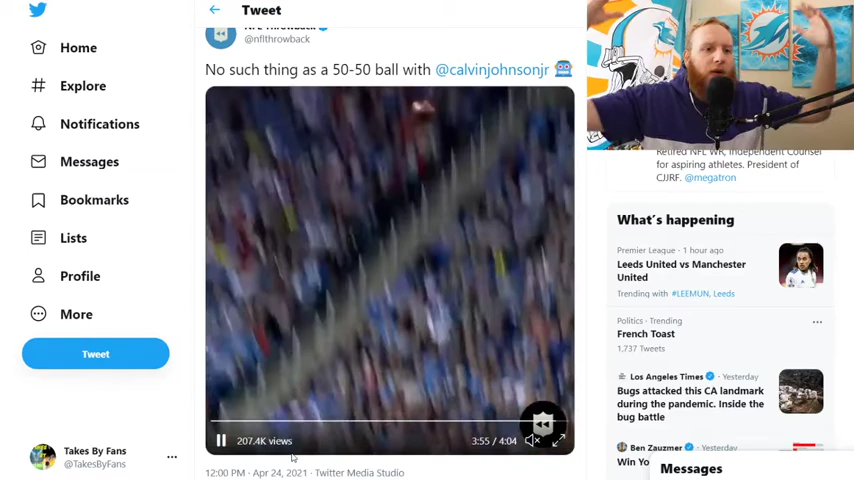 Tweet
@nflthrowback
No such thing as a 50-50 ball with @calvinjohnsonjr
Home
Explore
Notifications
Messages
Bookmarks
Lists
Profile
More
Tweet
Takes By Fans
@TakesByFans
207.4K views
3:55 / 4:04
12:00 PM · Apr 24, 2021 · Twitter Media Studio
Retired NFL WR, Independent Counsel
for aspiring athletes. President of
CJJRF. @megatron
What's happening
Premier League · 1 hour ago
Leeds United vs Manchester
United
Trending with #LEEMUN, Leeds
Politics · Trending
French Toast
1,737 Tweets
Los Angeles Times · Yesterday
Bugs attacked this CA landmark
during the pandemic. Inside the
bug battle
Ben Zauzmer · Yesterday
Win Yo
Messages